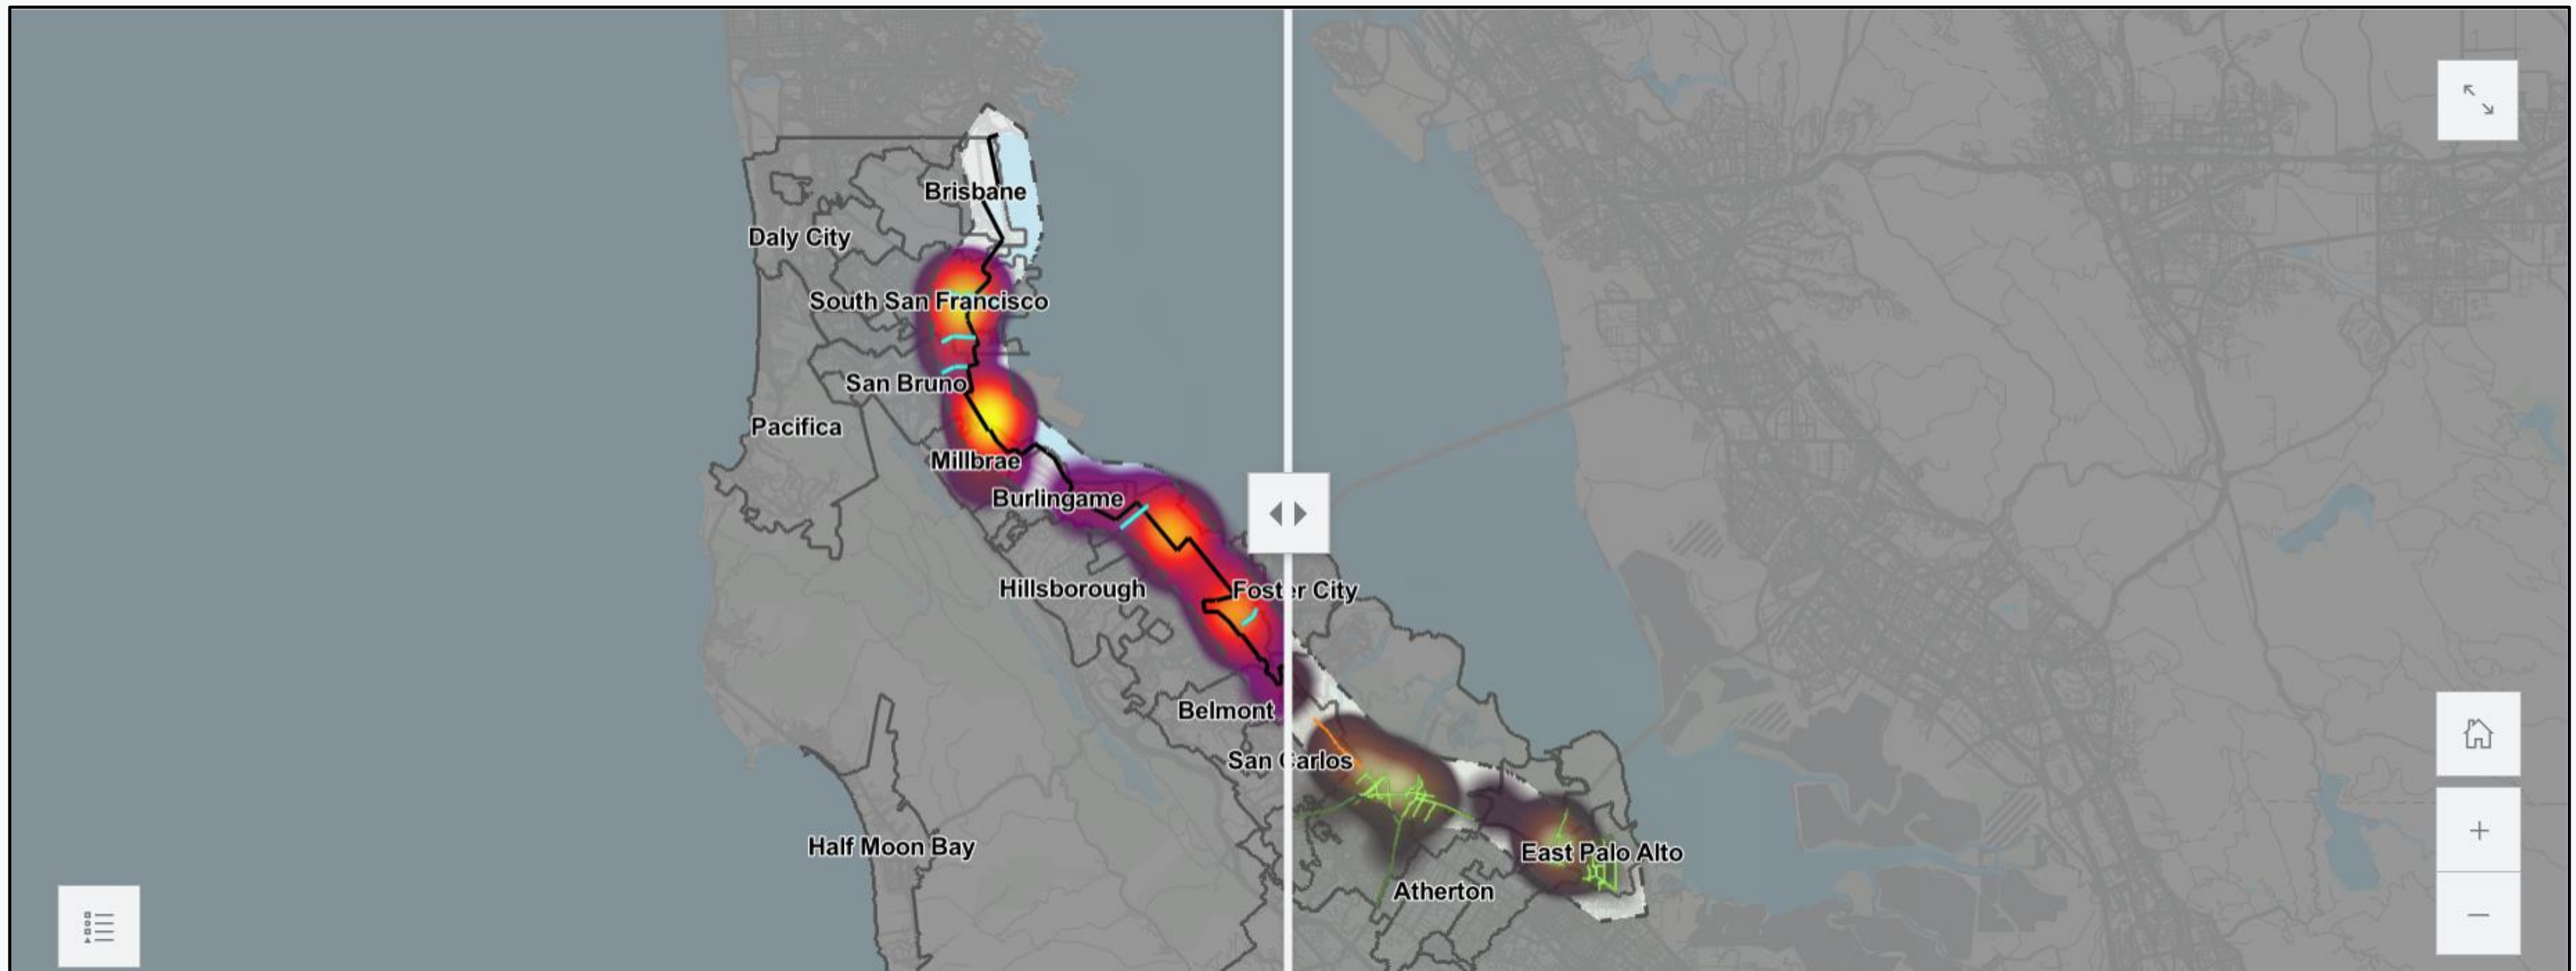 Brisbane
Daly City
South San Francisco
San Bruno
Pacifica
Millbrae
Burlingame
Hillsborough
Foster City
Belmont
San Carlos
Half Moon Bay
East Palo Alto
Atherton